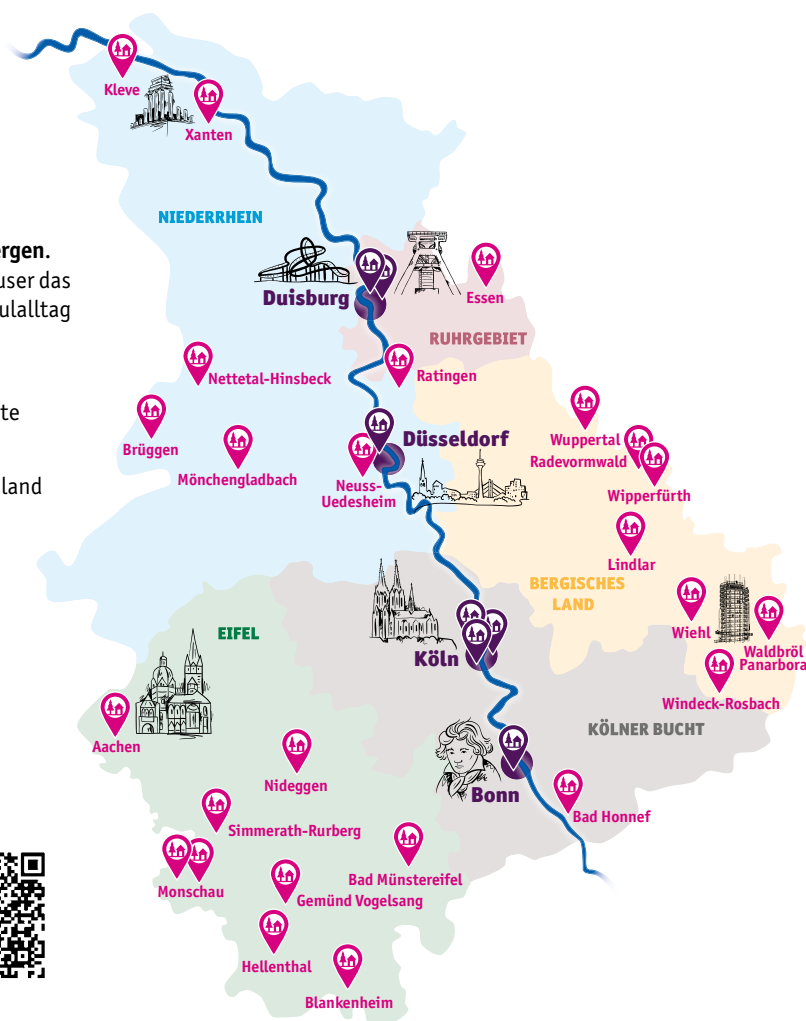 Kleve
Xanten
NIEDERRHEIN
ergen.
user das
ulalltag
Duisburg
Essen
RUHRGEBIET
Nettetal-Hinsbeck
Ratingen
te
Brüggen
Mönchengladbach
Düsseldorf
Neuss-
Uedesheim
land
Wuppertal
Radevormwald
Wipperfürth
Lindlar
BERGISCHES
LAND
EIFEL
Köln
Wiehl
Waldbröl
Panarbora
Windeck-Rosbach
KÖLNER BUCHT
Aachen
Nideggen
Bonn
Bad Honnef
Simmerath-Rurberg
Monschau
Bad Münstereifel
Gemünd Vogelsang
Hellenthal
Blankenheim